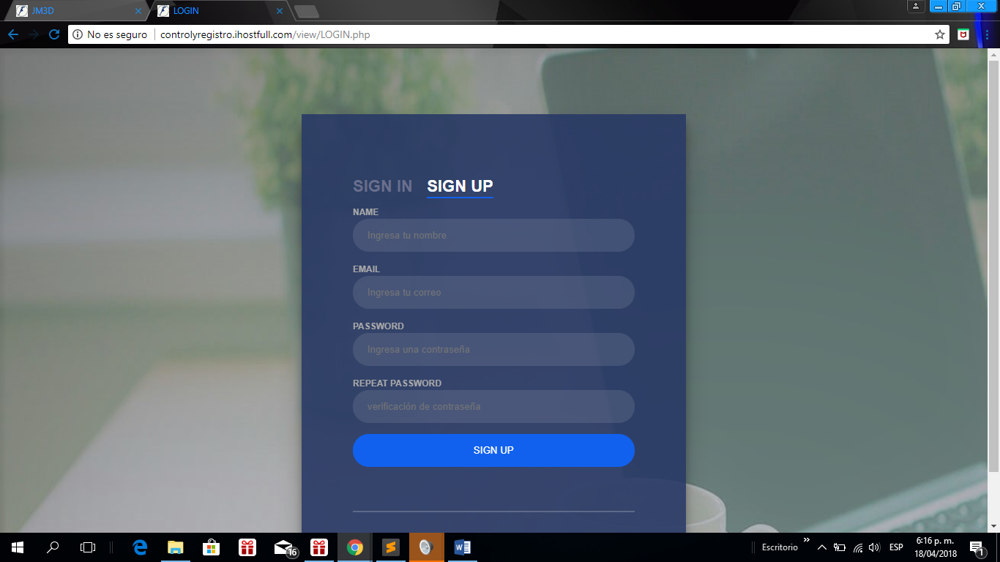 JM3D
LOGIN
No es seguro
controlyregistro.ihostfull.com/view/LOGIN.php
SIGN IN SIGN UP
NAME
Ingresa tu nombre
EMAIL
Ingresa tu correo
PASSWORD
Ingresa una contraseña
REPEAT PASSWORD
verificación de contraseña
SIGN UP
16
Escritorio
ESP
6:16 p. m.
18/04/2018
1